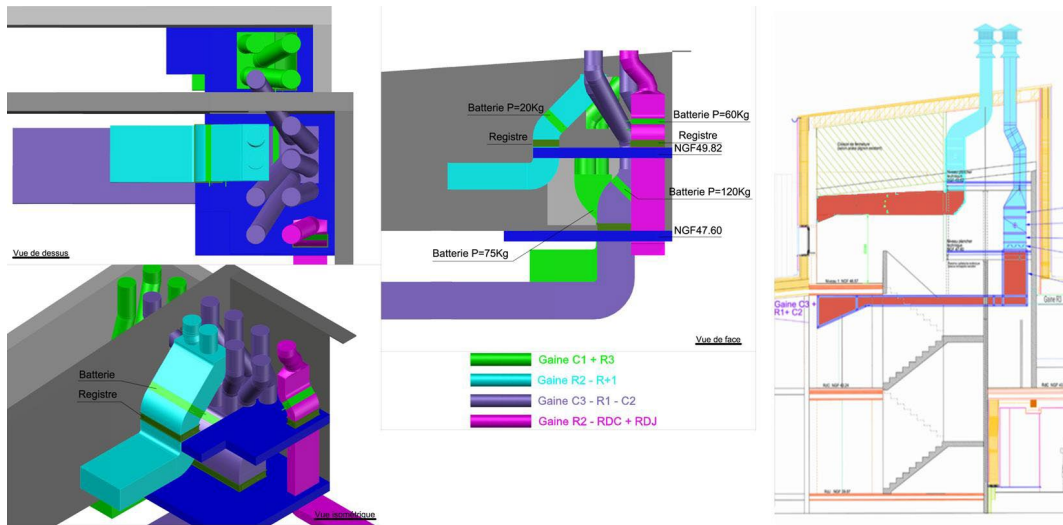 Vue de dessus
Batterie
Registre
Vue isométrique
Batterie P=20Kg
Batterie P=60Kg
Registre
Registre
NGF49.82
Batterie P=120Kg
NGF47.60
Batterie P=75Kg
Vue de face
Gaine C1 + R3
Gaine R2 - R+1
Gaine C3 - R1 - C2
Gaine R2 - RDC + RDJ
Gaine C3 +
R1+ C2
Gaine R3